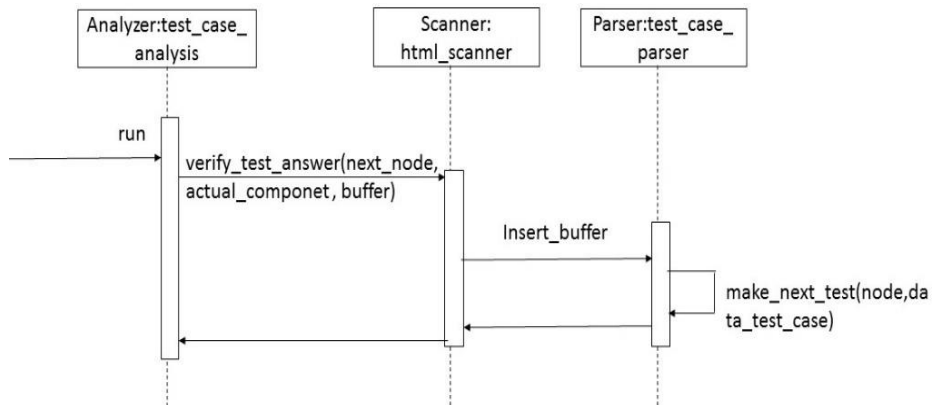 Analyzer:test_case_
analysis
Scanner:
html_scanner
Parser:test_case_
parser
run
verify_test_answer(next_node,
actual_componet, buffer)
Insert_buffer
make_next_test(node,da
ta_test_case)